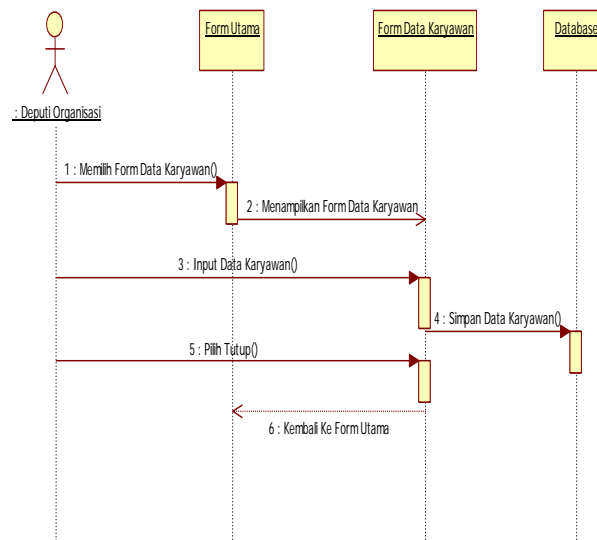 Form Utama
Form Data Karyawan
Database
: Deputi Organisasi
1 : Memilih Form Data Karyawan()
2 : Menampilkan Form Data Karyawan
3 : Input Data Karyawan()
4 : Simpan Data Karyawan()
5 : Pilih Tutup()
6 : Kembali Ke Form Utama